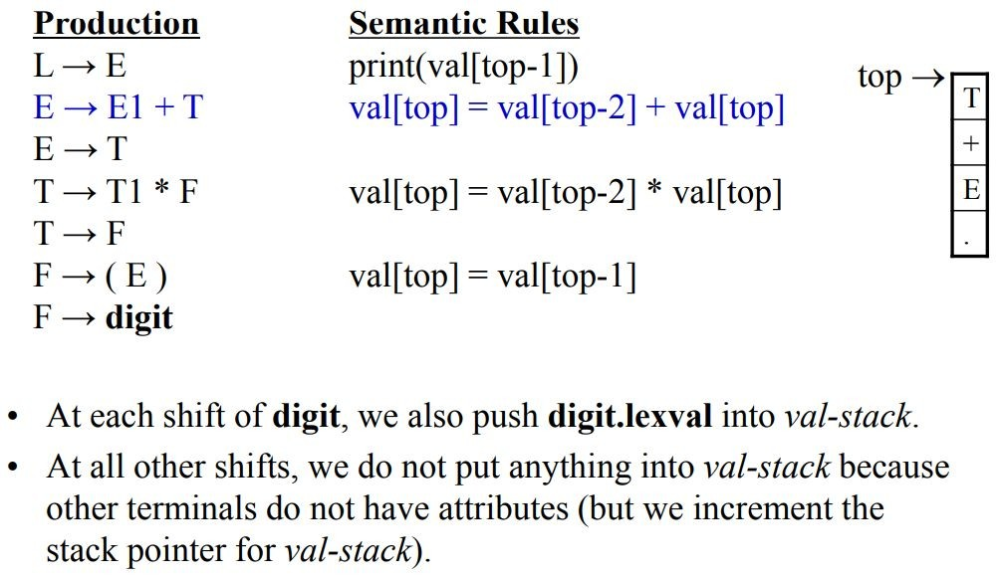 Production Semantic Rules
L → E print(val[top-1])
top →
E → E1 + T val[top] = val[top-2] + val[top]
T
E → T
+
T → T1 * F val[top] = val[top-2] * val[top]
E
T → F
.
F → ( E ) val[top] = val[top-1]
F → digit
• At each shift of digit, we also push digit.lexval into val-stack.
• At all other shifts, we do not put anything into val-stack because
other terminals do not have attributes (but we increment the
stack pointer for val-stack).